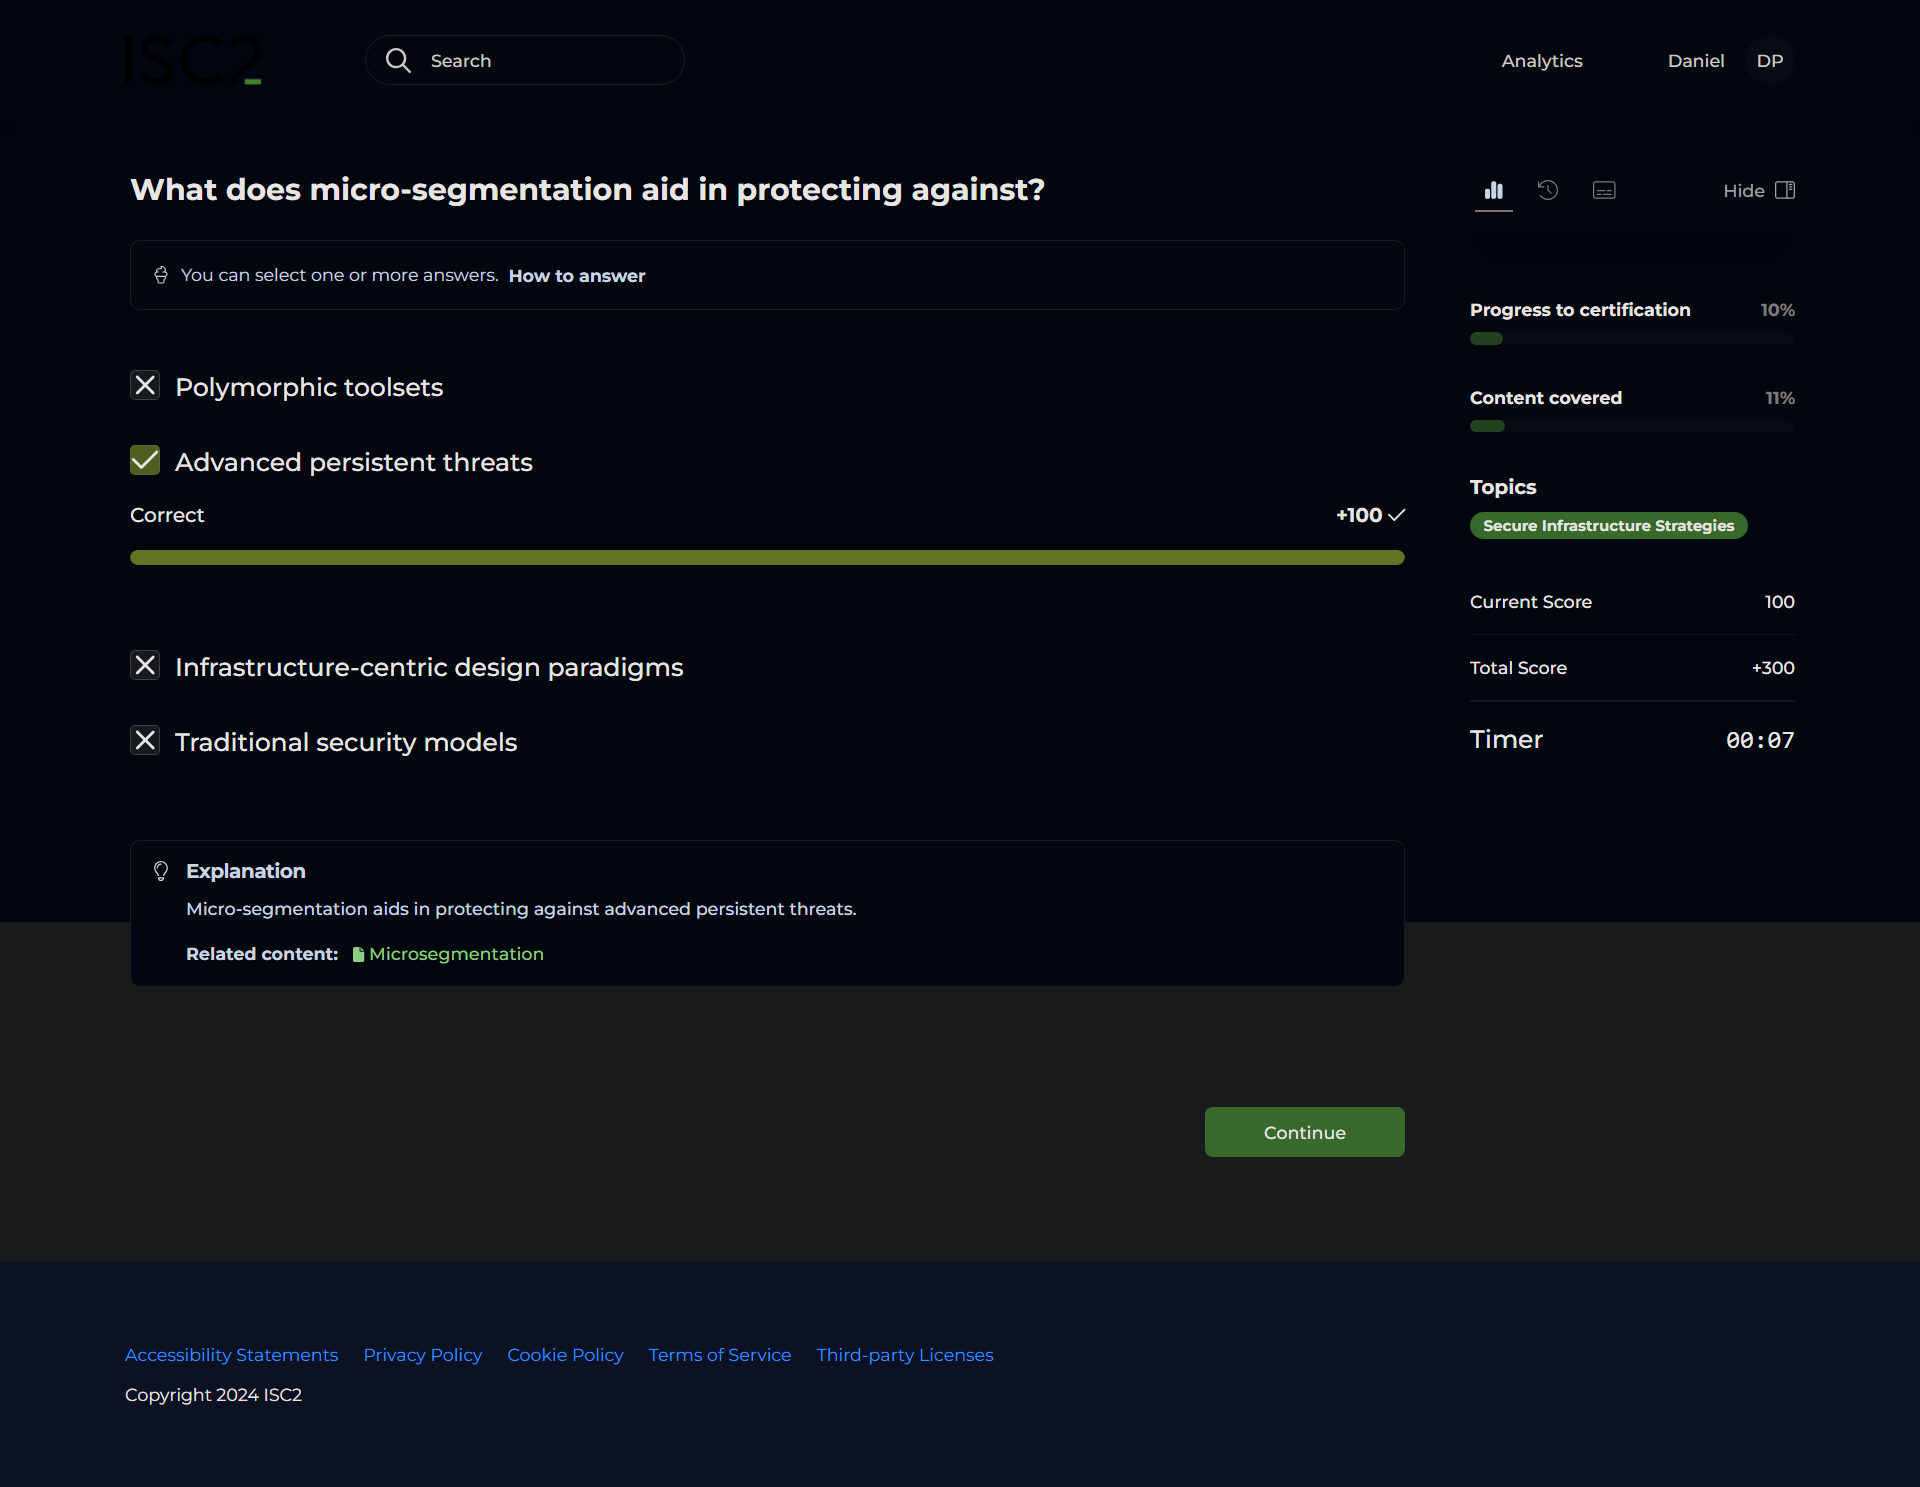 ISC2
Search
Analytics
Daniel
DP
What does micro-segmentation aid in protecting against?
You can select one or more answers. How to answer
Polymorphic toolsets
Advanced persistent threats
Correct
+100
Infrastructure-centric design paradigms
Traditional security models
Explanation
Micro-segmentation aids in protecting against advanced persistent threats.
Related content: Microsegmentation
Continue
Hide
Progress to certification 10%
Content covered 11%
Topics
Secure Infrastructure Strategies
Current Score 100
Total Score +300
Timer 00:07
Accessibility Statements Privacy Policy Cookie Policy Terms of Service Third-party Licenses
Copyright 2024 ISC2